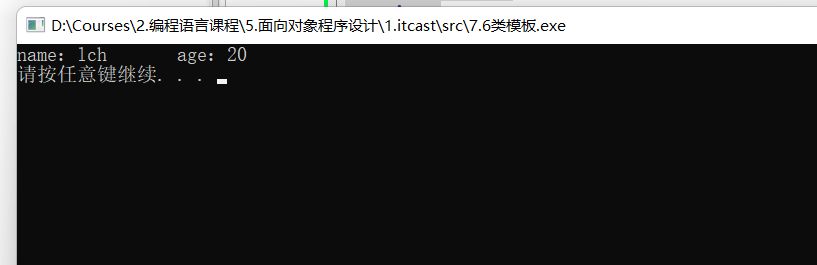 D:\Courses\2.编程语言课程\5.面向对象程序设计\1.itcast\src\7.6类模板.exe
name：lch       age：20
请按任意键继续. . .